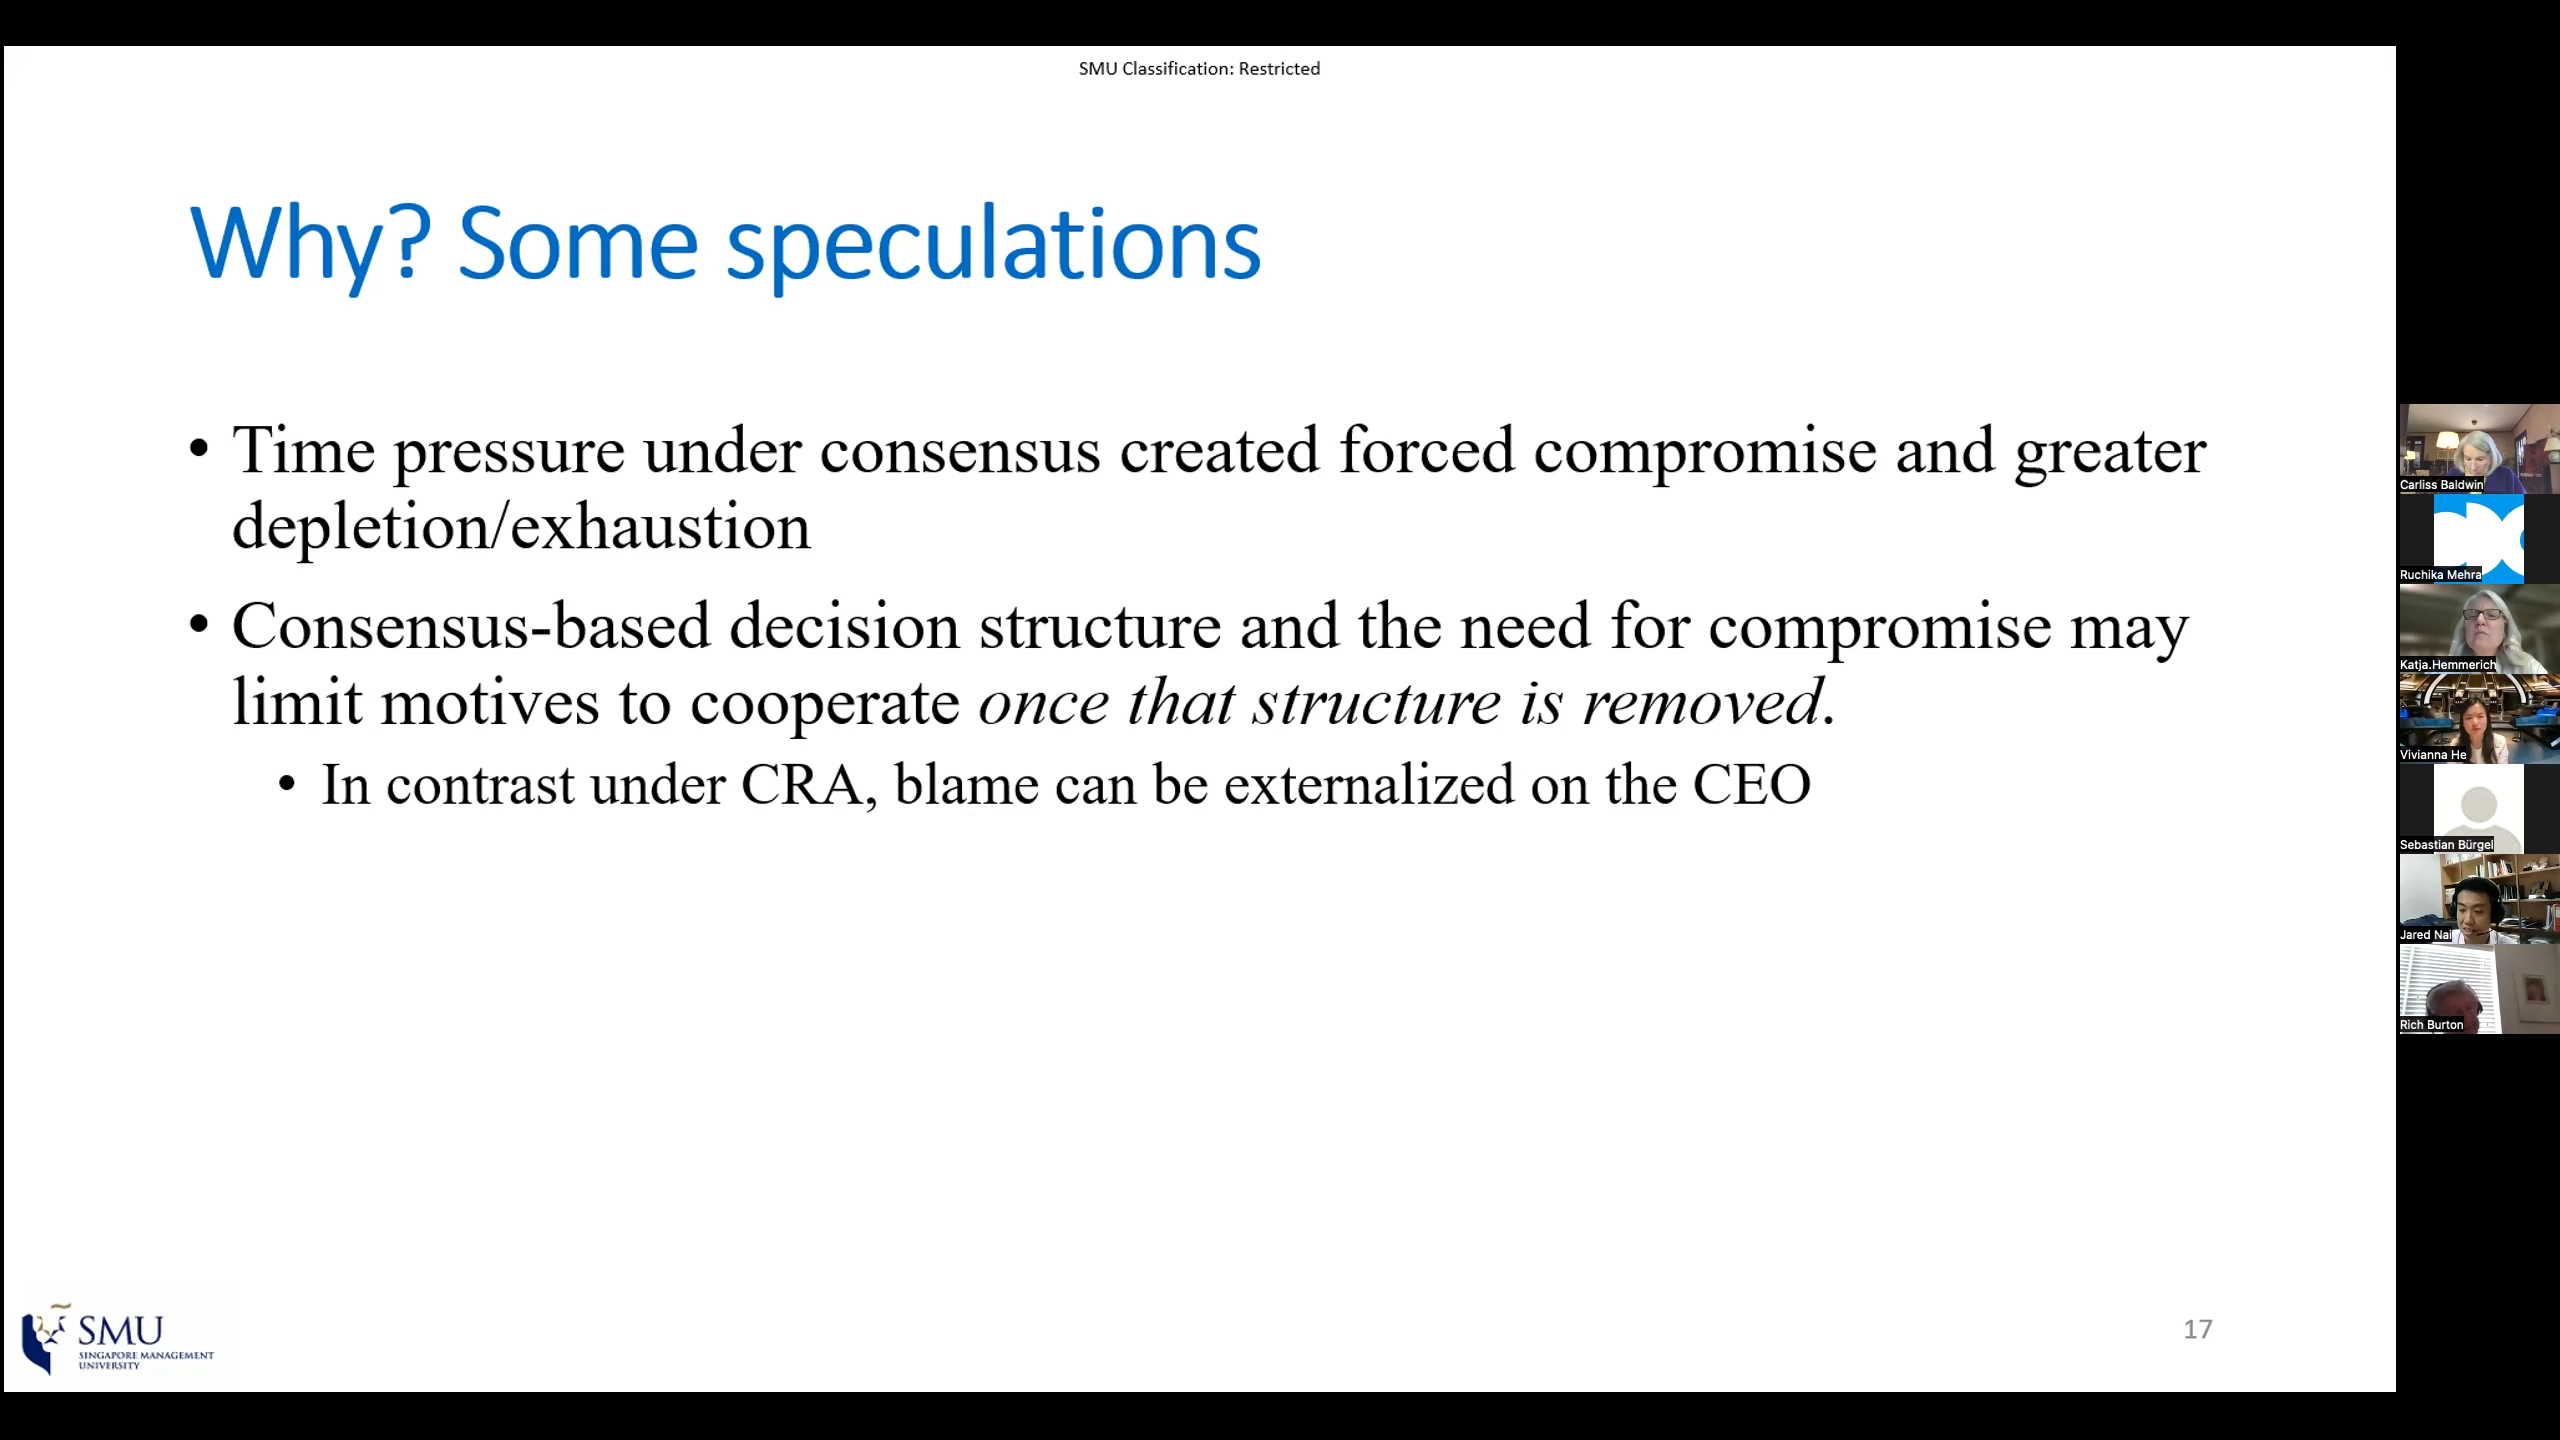 SMU Classification: Restricted
Why? Some speculations
• Time pressure under consensus created forced compromise and greater
depletion/exhaustion
• Consensus-based decision structure and the need for compromise may
limit motives to cooperate once that structure is removed.
• In contrast under CRA, blame can be externalized on the CEO
SMU
SINGAPORE MANAGEMENT
UNIVERSITY
17
Carliss Baldwin
Ruchika Mehra
Katja.Hemmerich
Vivianna He
Sebastian Bürgel
Jared Nai
Rich Burton